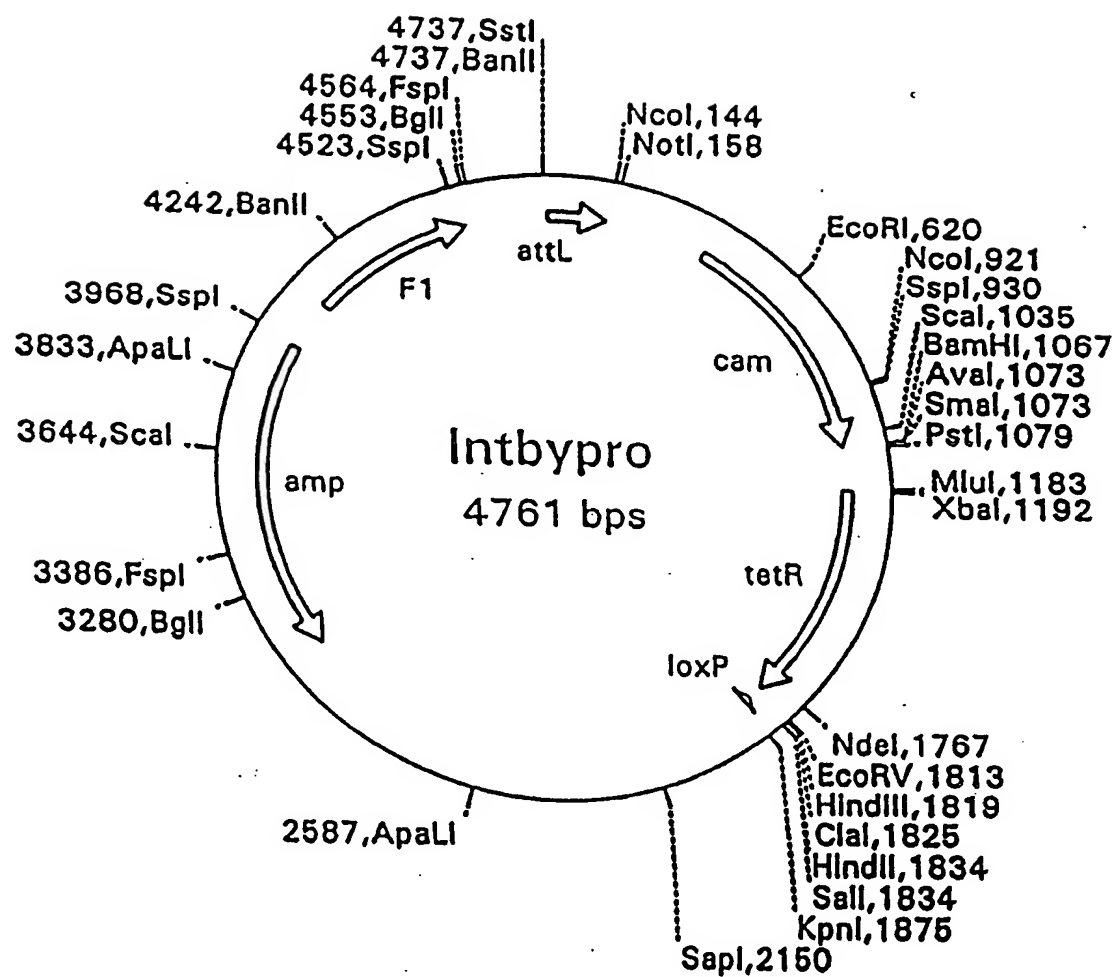 4737,SstI
4737,BanII
4564,FspI
4553,BglI
4523,SspI
4242,BanII
3968,SspI
3833,ApaLI
3644,ScaI
3386,FspI
3280,BglI
2587,ApaLI
NcoI,144
NotI,158
EcoRI,620
NcoI,921
SspI,930
ScaI,1035
BamHI,1067
AvaI,1073
SmaI,1073
PstI,1079
MluI,1183
XbaI,1192
NdeI,1767
EcoRV,1813
HindIII,1819
ClaI,1825
HindII,1834
SalI,1834
KpnI,1875
SapI,2150
attL
F1
cam
amp
tetR
loxP
Intbypro
4761 bps